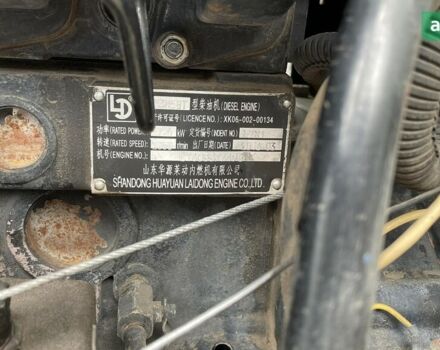 LD 型柴油机 (DIESEL ENGINE)
许可证号(LICENCE NO.): XK06-002-00134
功率(RATED POWER) kW 定货编号(INDENT)
转速(RATED SPEED) 出厂日期(DATE)
机号(ENGINE NO.)
山东华源莱动内燃机有限公司
SHANDONG HUAYUAN LAIDONG ENGINE CO.,LTD.